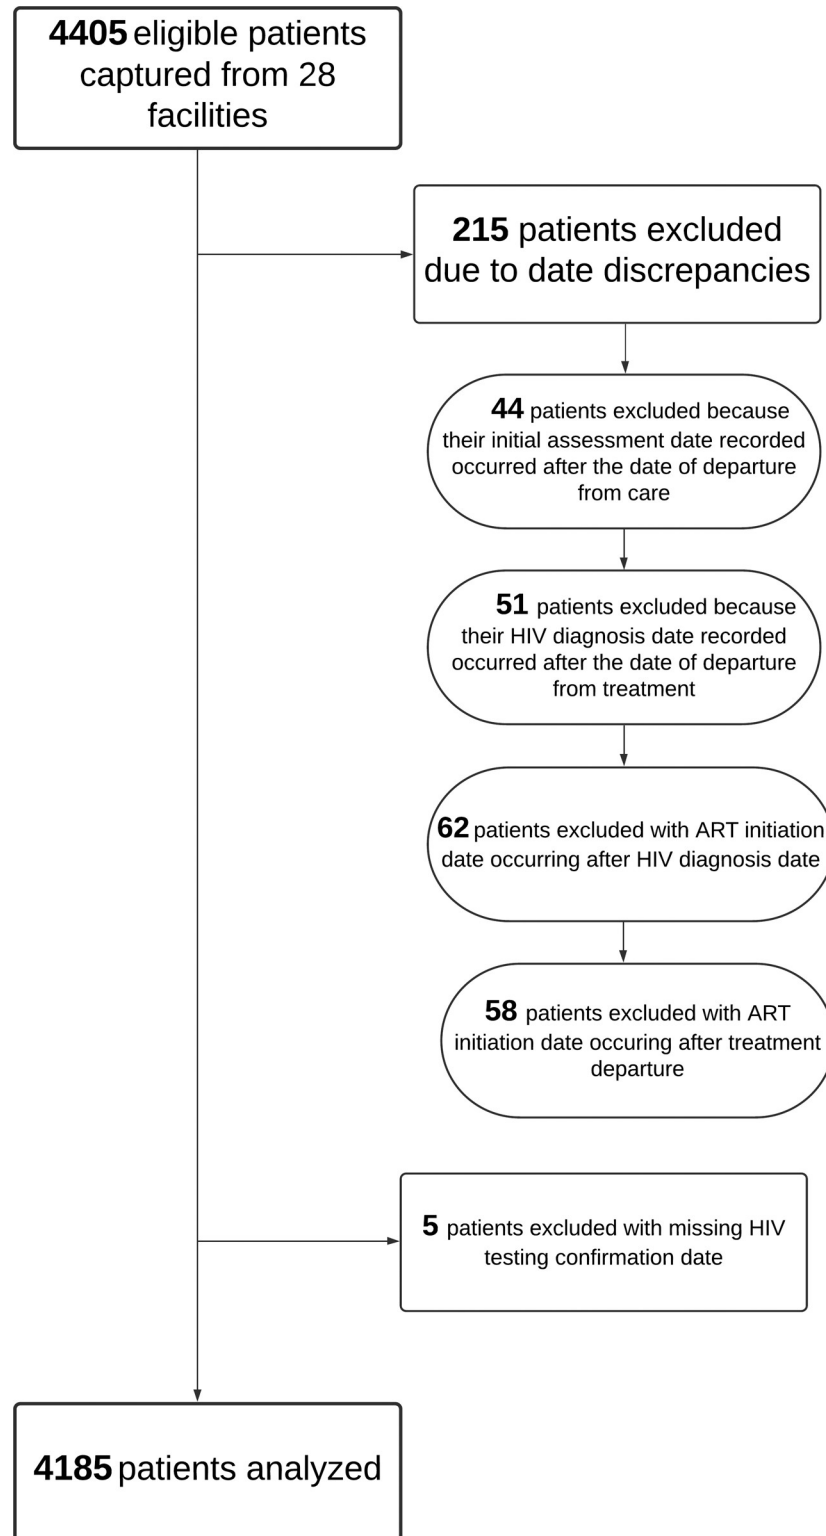 4405 eligible patients
captured from 28
facilities
215 patients excluded
due to date discrepancies
44 patients excluded because
their initial assessment date recorded
occurred after the date of departure
from care
51 patients excluded because
their HIV diagnosis date recorded
occurred after the date of departure
from treatment
62 patients excluded with ART initiation
date occurring after HIV diagnosis date
58 patients excluded with ART
initiation date occuring after treatment
departure
5 patients excluded with missing HIV
testing confirmation date
4185 patients analyzed